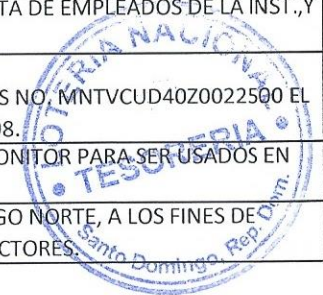 TA DE EMPLEADOS DE LA INST.,Y
S NO. MNTVCUD40Z0022500 EL
98.
ONITOR PARA SER USADOS EN
GO NORTE, A LOS FINES DE
CTORES.
LOTERIA NACIONAL
TESORERIA
Santo Domingo, Rep. Dom.